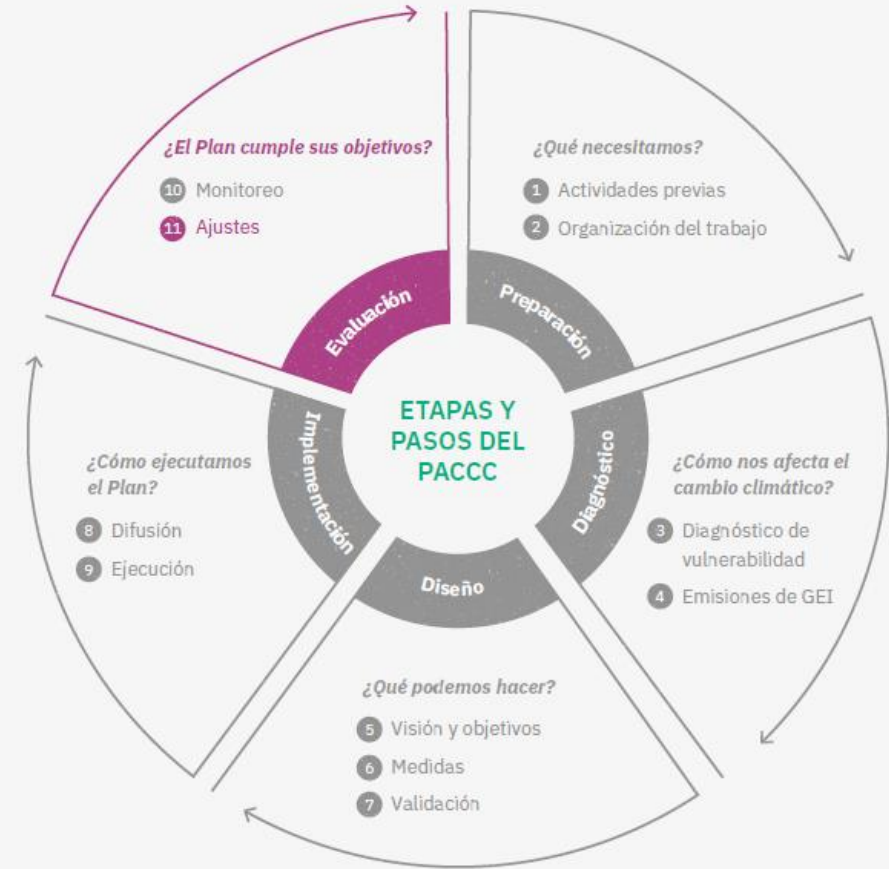 ETAPAS Y
PASOS DEL
PACCC
Preparación
¿Qué necesitamos?
1 Actividades previas
2 Organización del trabajo
Diagnóstico
¿Cómo nos afecta el
cambio climático?
3 Diagnóstico de
vulnerabilidad
4 Emisiones de GEI
Diseño
¿Qué podemos hacer?
5 Visión y objetivos
6 Medidas
7 Validación
Implementación
¿Cómo ejecutamos
el Plan?
8 Difusión
9 Ejecución
Evaluación
¿El Plan cumple sus objetivos?
10 Monitoreo
11 Ajustes